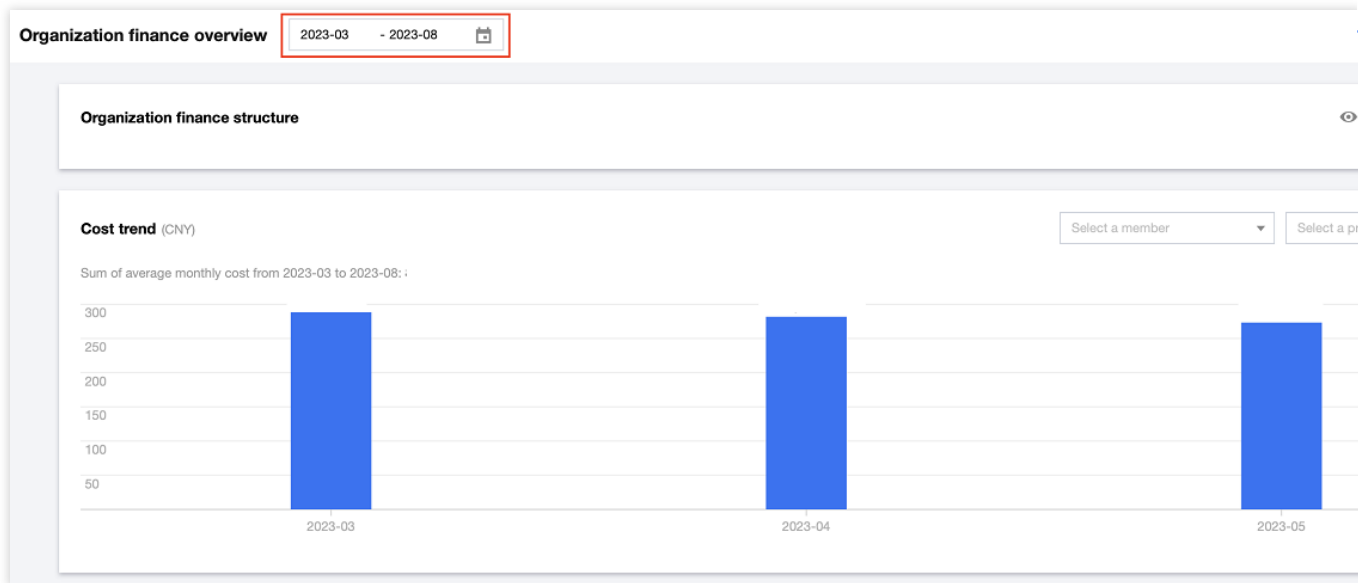 Organization finance overview 2023-03 - 2023-08
Organization finance structure
Cost trend (CNY) Select a member Select a
Sum of average monthly cost from 2023-03 to 2023-08:
300
250
200
150
100
50
2023-03 2023-04 2023-05